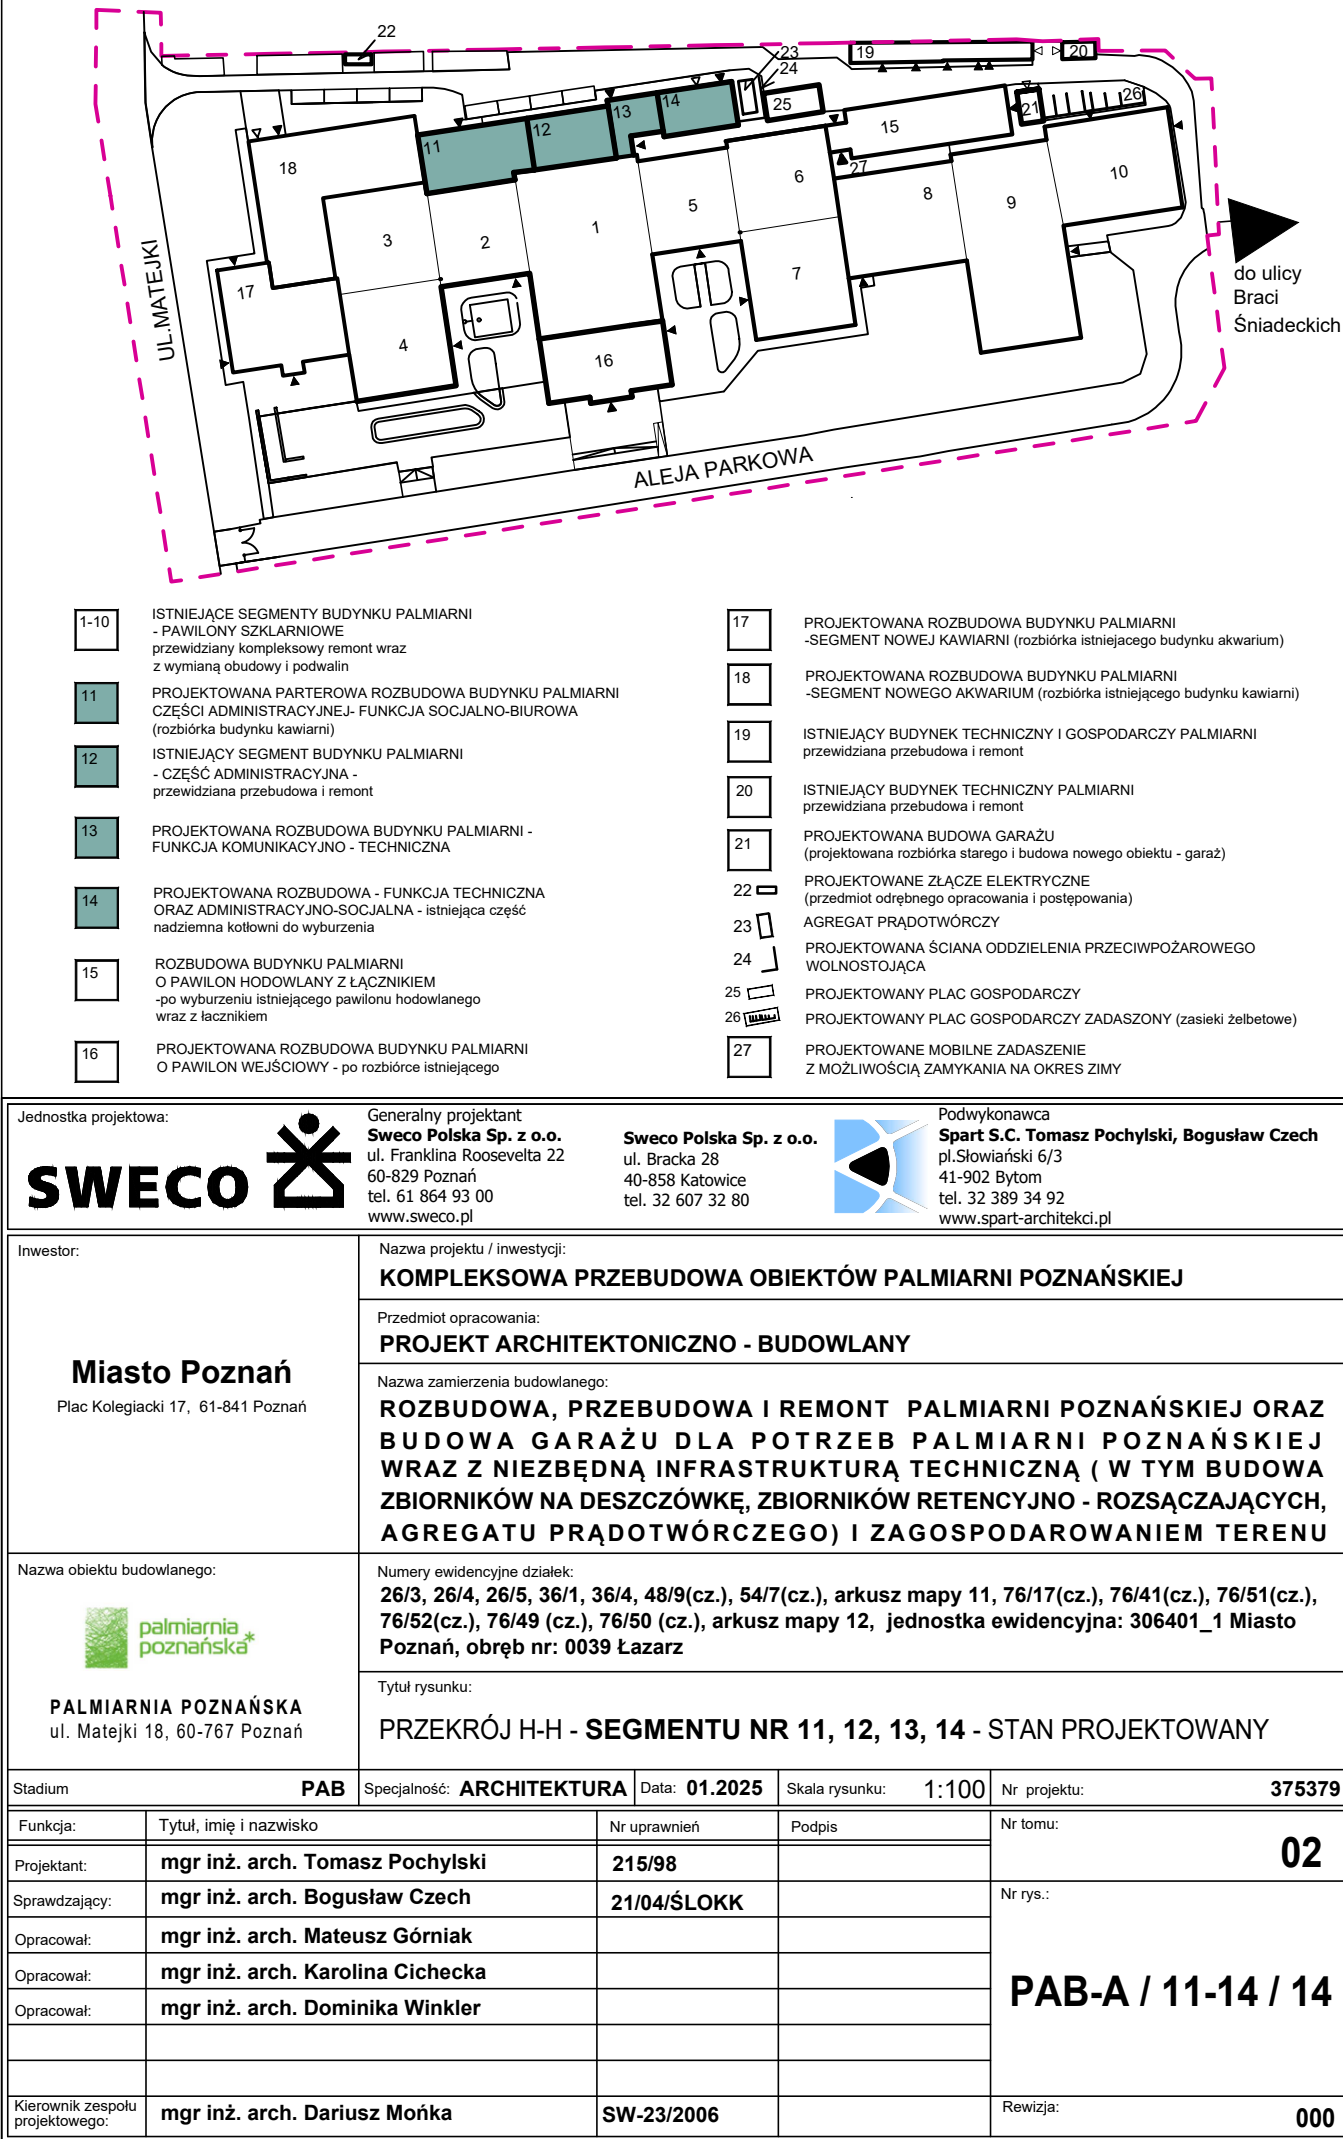 22
23
24
19
20
25
21
26
14
13
12
11
15
18
27
10
6
8
9
5
1
3
2
7
17
4
16
UL.MATEJKI
ALEJA PARKOWA
do ulicy
Braci
Śniadeckich
1-10
ISTNIEJĄCE SEGMENTY BUDYNKU PALMIARNI
- PAWILONY SZKLARNIOWE
przewidziany kompleksowy remont wraz
z wymianą obudowy i podwalin
11
PROJEKTOWANA PARTEROWA ROZBUDOWA BUDYNKU PALMIARNI
CZĘŚCI ADMINISTRACYJNEJ- FUNKCJA SOCJALNO-BIUROWA
(rozbiórka budynku kawiarni)
12
ISTNIEJĄCY SEGMENT BUDYNKU PALMIARNI
- CZĘŚĆ ADMINISTRACYJNA -
przewidziana przebudowa i remont
13
PROJEKTOWANA ROZBUDOWA BUDYNKU PALMIARNI -
FUNKCJA KOMUNIKACYJNO - TECHNICZNA
14
PROJEKTOWANA ROZBUDOWA - FUNKCJA TECHNICZNA
ORAZ ADMINISTRACYJNO-SOCJALNA - istniejąca część
nadziemna kotłowni do wyburzenia
15
ROZBUDOWA BUDYNKU PALMIARNI
O PAWILON HODOWLANY Z ŁĄCZNIKIEM
-po wyburzeniu istniejącego pawilonu hodowlanego
wraz z łacznikiem
16
PROJEKTOWANA ROZBUDOWA BUDYNKU PALMIARNI
O PAWILON WEJŚCIOWY - po rozbiórce istniejącego
17
PROJEKTOWANA ROZBUDOWA BUDYNKU PALMIARNI
-SEGMENT NOWEJ KAWIARNI (rozbiórka istniejacego budynku akwarium)
18
PROJEKTOWANA ROZBUDOWA BUDYNKU PALMIARNI
-SEGMENT NOWEGO AKWARIUM (rozbiórka istniejącego budynku kawiarni)
19
ISTNIEJĄCY BUDYNEK TECHNICZNY I GOSPODARCZY PALMIARNI
przewidziana przebudowa i remont
20
ISTNIEJĄCY BUDYNEK TECHNICZNY PALMIARNI
przewidziana przebudowa i remont
21
PROJEKTOWANA BUDOWA GARAŻU
(projektowana rozbiórka starego i budowa nowego obiektu - garaż)
22
PROJEKTOWANE ZŁĄCZE ELEKTRYCZNE
(przedmiot odrębnego opracowania i postępowania)
23
AGREGAT PRĄDOTWÓRCZY
24
PROJEKTOWANA ŚCIANA ODDZIELENIA PRZECIWPOŻAROWEGO
WOLNOSTOJĄCA
25
PROJEKTOWANY PLAC GOSPODARCZY
26
PROJEKTOWANY PLAC GOSPODARCZY ZADASZONY (zasieki żelbetowe)
27
PROJEKTOWANE MOBILNE ZADASZENIE
Z MOŻLIWOŚCIĄ ZAMYKANIA NA OKRES ZIMY
Jednostka projektowa:
SWECO
Generalny projektant
Sweco Polska Sp. z o.o.
ul. Franklina Roosevelta 22
60-829 Poznań
tel. 61 864 93 00
www.sweco.pl
Sweco Polska Sp. z o.o.
ul. Bracka 28
40-858 Katowice
tel. 32 607 32 80
Podwykonawca
Spart S.C. Tomasz Pochylski, Bogusław Czech
pl.Słowiański 6/3
41-902 Bytom
tel. 32 389 34 92
www.spart-architekci.pl
Inwestor:
Miasto Poznań
Plac Kolegiacki 17, 61-841 Poznań
Nazwa projektu / inwestycji:
KOMPLEKSOWA PRZEBUDOWA OBIEKTÓW PALMIARNI POZNAŃSKIEJ
Przedmiot opracowania:
PROJEKT ARCHITEKTONICZNO - BUDOWLANY
Nazwa zamierzenia budowlanego:
ROZBUDOWA, PRZEBUDOWA I REMONT PALMIARNI POZNAŃSKIEJ ORAZ
BUDOWA GARAŻU DLA POTRZEB PALMIARNI POZNAŃSKIEJ
WRAZ Z NIEZBĘDNĄ INFRASTRUKTURĄ TECHNICZNĄ ( W TYM BUDOWA
ZBIORNIKÓW NA DESZCZÓWKĘ, ZBIORNIKÓW RETENCYJNO - ROZSĄCZAJĄCYCH,
AGREGATU PRĄDOTWÓRCZEGO) I ZAGOSPODAROWANIEM TERENU
Nazwa obiektu budowlanego:
palmiarnia
poznańska*
PALMIARNIA POZNAŃSKA
ul. Matejki 18, 60-767 Poznań
Numery ewidencyjne działek:
26/3, 26/4, 26/5, 36/1, 36/4, 48/9(cz.), 54/7(cz.), arkusz mapy 11, 76/17(cz.), 76/41(cz.), 76/51(cz.),
76/52(cz.), 76/49 (cz.), 76/50 (cz.), arkusz mapy 12, jednostka ewidencyjna: 306401_1 Miasto
Poznań, obręb nr: 0039 Łazarz
Tytuł rysunku:
PRZEKRÓJ H-H - SEGMENTU NR 11, 12, 13, 14 - STAN PROJEKTOWANY
Stadium PAB Specjalność: ARCHITEKTURA Data: 01.2025 Skala rysunku: 1:100 Nr projektu: 375379
Funkcja: Tytuł, imię i nazwisko Nr uprawnień Podpis
Nr tomu:
02
Projektant: mgr inż. arch. Tomasz Pochylski 215/98
Sprawdzający: mgr inż. arch. Bogusław Czech 21/04/ŚLOKK
Nr rys.:
PAB-A / 11-14 / 14
Opracował: mgr inż. arch. Mateusz Górniak
Opracował: mgr inż. arch. Karolina Cichecka
Opracował: mgr inż. arch. Dominika Winkler
Kierownik zespołu
projektowego:
mgr inż. arch. Dariusz Mońka SW-23/2006
Rewizja:
000